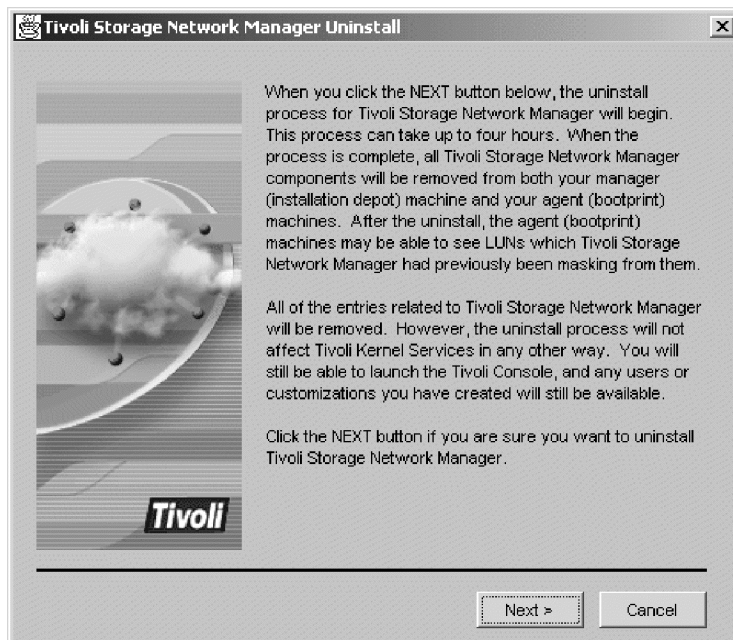 Tivoli Storage Network Manager Uninstall
When you click the NEXT button below, the uninstall
process for Tivoli Storage Network Manager will begin.
This process can take up to four hours. When the
process is complete, all Tivoli Storage Network Manager
components will be removed from both your manager
(installation depot) machine and your agent (bootprint)
machines. After the uninstall, the agent (bootprint)
machines may be able to see LUNs which Tivoli Storage
Network Manager had previously been masking from them.
All of the entries related to Tivoli Storage Network Manager
will be removed. However, the uninstall process will not
affect Tivoli Kernel Services in any other way. You will
still be able to launch the Tivoli Console, and any users or
customizations you have created will still be available.
Click the NEXT button if you are sure you want to uninstall
Tivoli Storage Network Manager.
Tivoli
Next >
Cancel